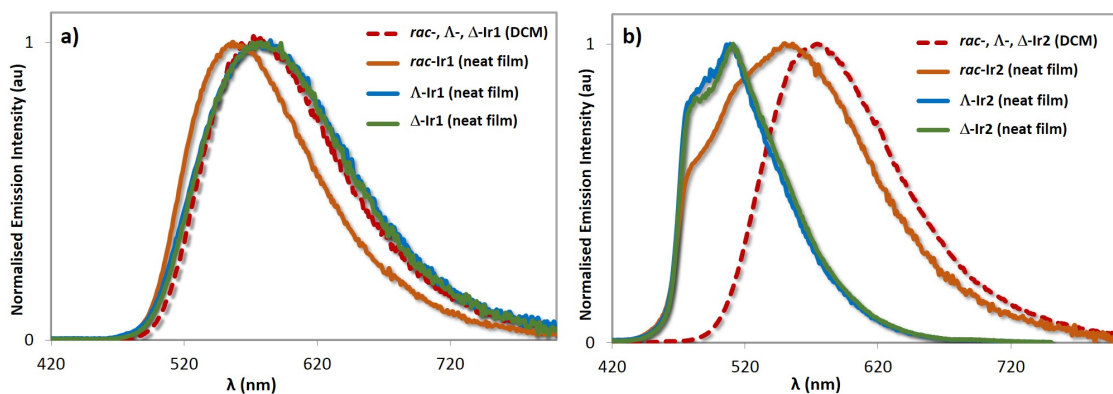 a)
Normalised Emission Intensity (au)
1
0
420
520
620
720
λ (nm)
rac-, Λ-, Δ-Ir1 (DCM)
rac-Ir1 (neat film)
Λ-Ir1 (neat film)
Δ-Ir1 (neat film)
b)
Normalised Emission Intensity (au)
1
0
420
520
620
720
λ (nm)
rac-, Λ-, Δ-Ir2 (DCM)
rac-Ir2 (neat film)
Λ-Ir2 (neat film)
Δ-Ir2 (neat film)